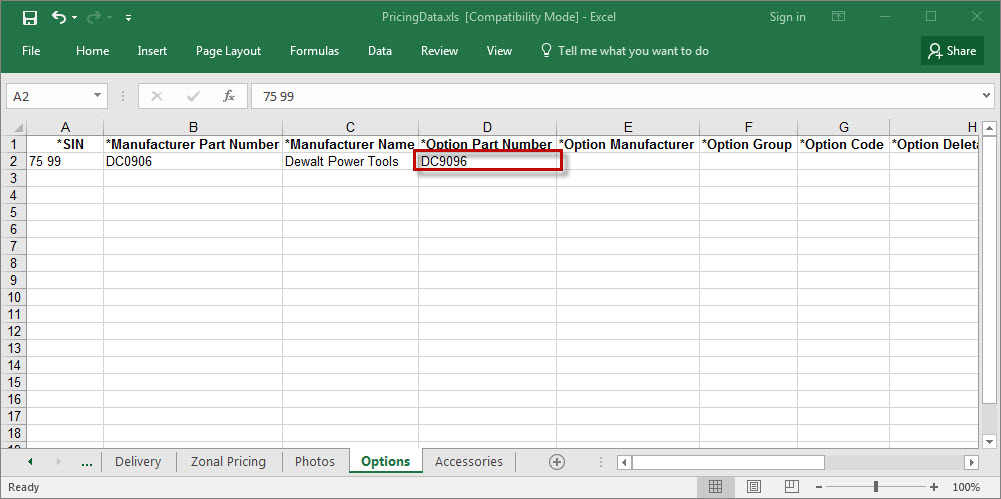 PricingData.xls [Compatibility Mode] - Excel Sign in
File Home Insert Page Layout Formulas Data Review View Tell me what you want to do Share
A2 fx 75 99
A B C D E F G H
1 *SIN *Manufacturer Part Number *Manufacturer Name *Option Part Number *Option Manufacturer *Option Group *Option Code *Option Deleta
2 75 99 DC0906 Dewalt Power Tools DC9096
3
4
5
6
7
8
9
10
11
12
13
14
15
16
17
18
... Delivery Zonal Pricing Photos Options Accessories
Ready 100%